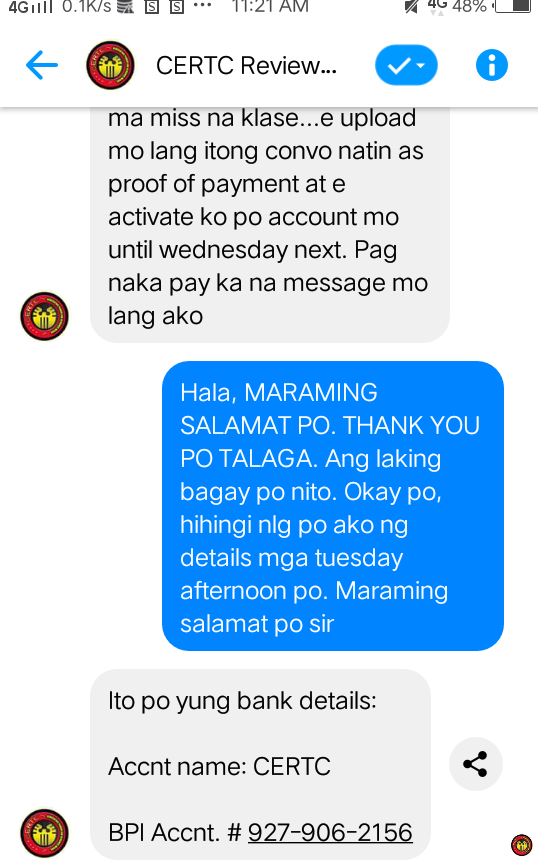 4G 0.1K/s S S ... 11:21 AM 4G 48%
CERTC Review...
ma miss na klase...e upload
mo lang itong convo natin as
proof of payment at e
activate ko po account mo
until wednesday next. Pag
naka pay ka na message mo
lang ako
Hala, MARAMING
SALAMAT PO. THANK YOU
PO TALAGA. Ang laking
bagay po nito. Okay po,
hihingi nlg po ako ng
details mga tuesday
afternoon po. Maraming
salamat po sir
Ito po yung bank details:
Accnt name: CERTC
BPI Accnt. # 927-906-2156